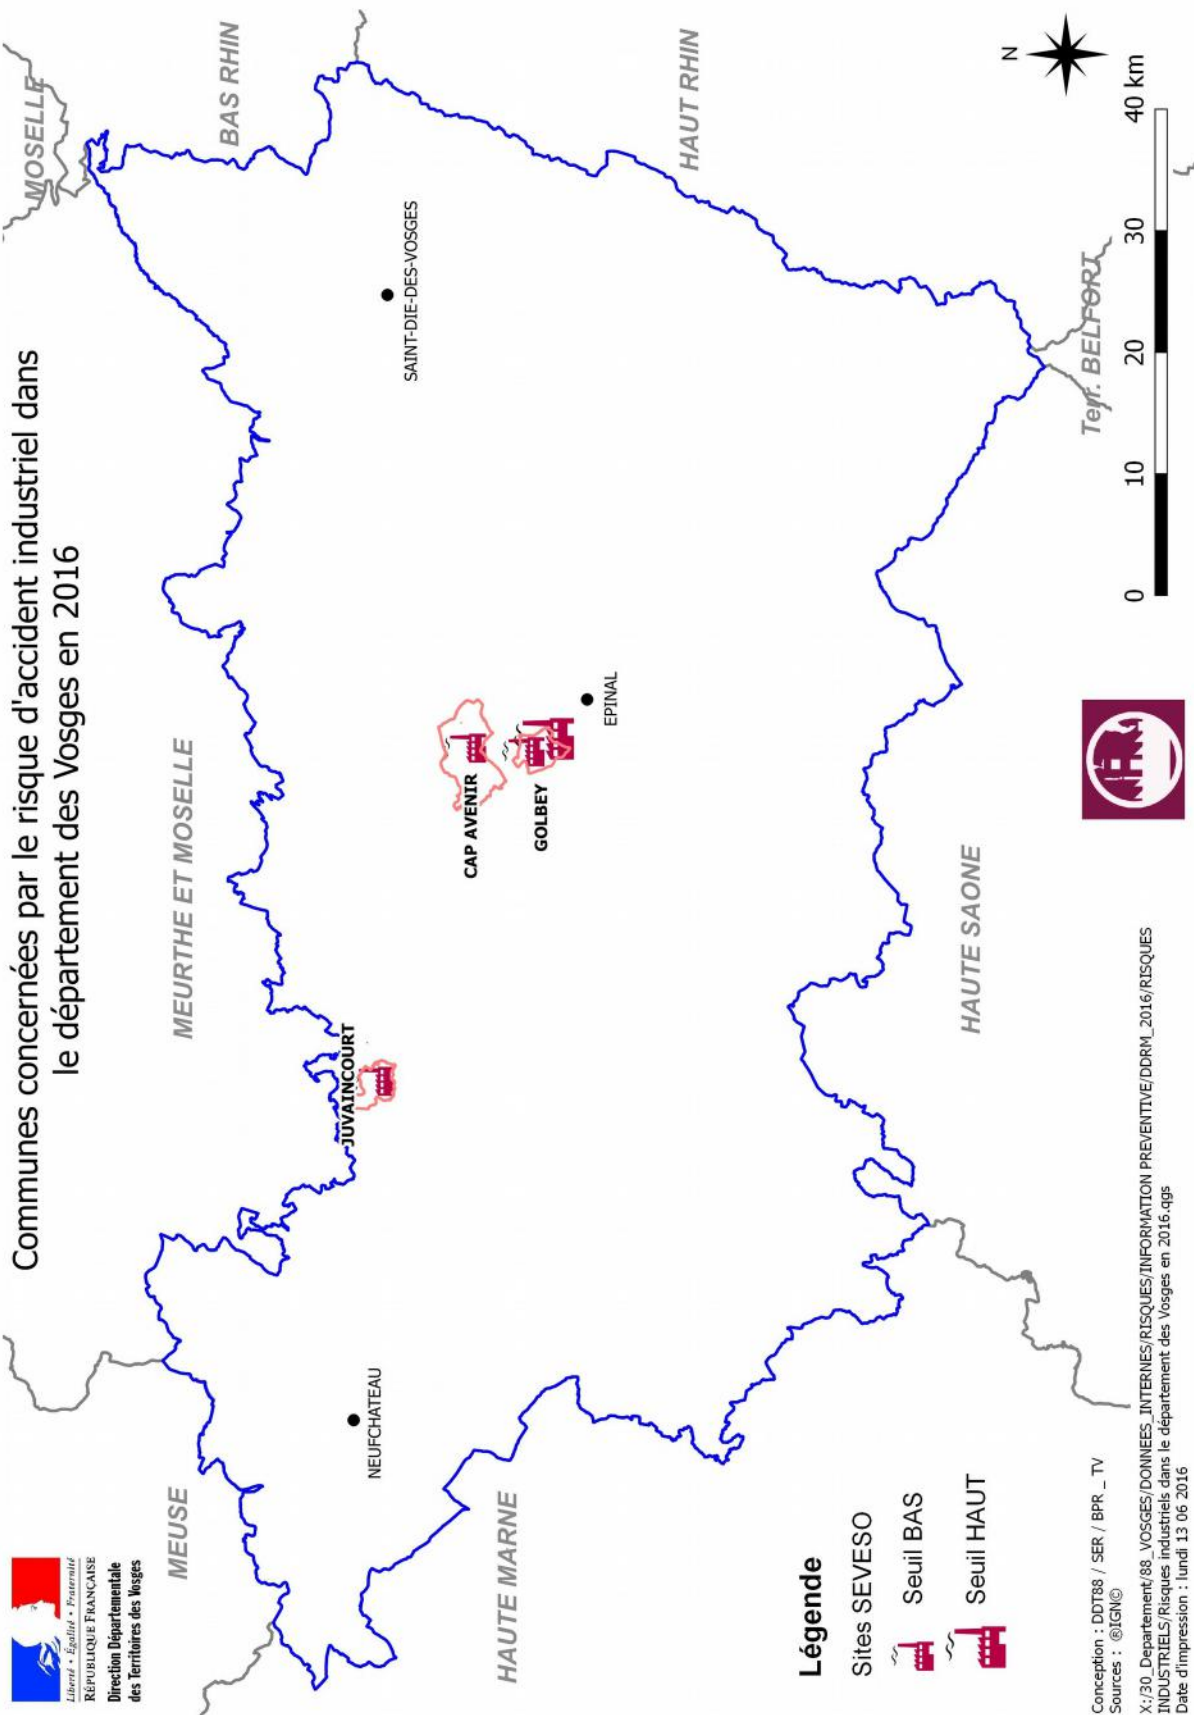 Communes concernées par le risque d'accident industriel dans
le département des Vosges en 2016
Liberté • Égalité • Fraternité
RÉPUBLIQUE FRANÇAISE
Direction Départementale
des Territoires des Vosges
MOSELLE
BAS RHIN
MEURTHE ET MOSELLE
MEUSE
HAUT RHIN
SAINT-DIE-DES-VOSGES
JUVAINCOURT
NEUFCHATEAU
CAP AVENIR
GOLBEY
EPINAL
HAUTE MARNE
HAUTE SAONE
Terr. BELFORT
N
0 10 20 30 40 km
Légende
Sites SEVESO
Seuil BAS
Seuil HAUT
Conception : DDT88 / SER / BPR _ TV
Sources : ®IGN©
X:/30_Departement/88_VOSGES/DONNEES_INTERNES/RISQUES/INFORMATION PREVENTIVE/DDRM_2016/RISQUES
INDUSTRIELS/Risques industriels dans le département des Vosges en 2016.qgs
Date d'impression : lundi 13 06 2016